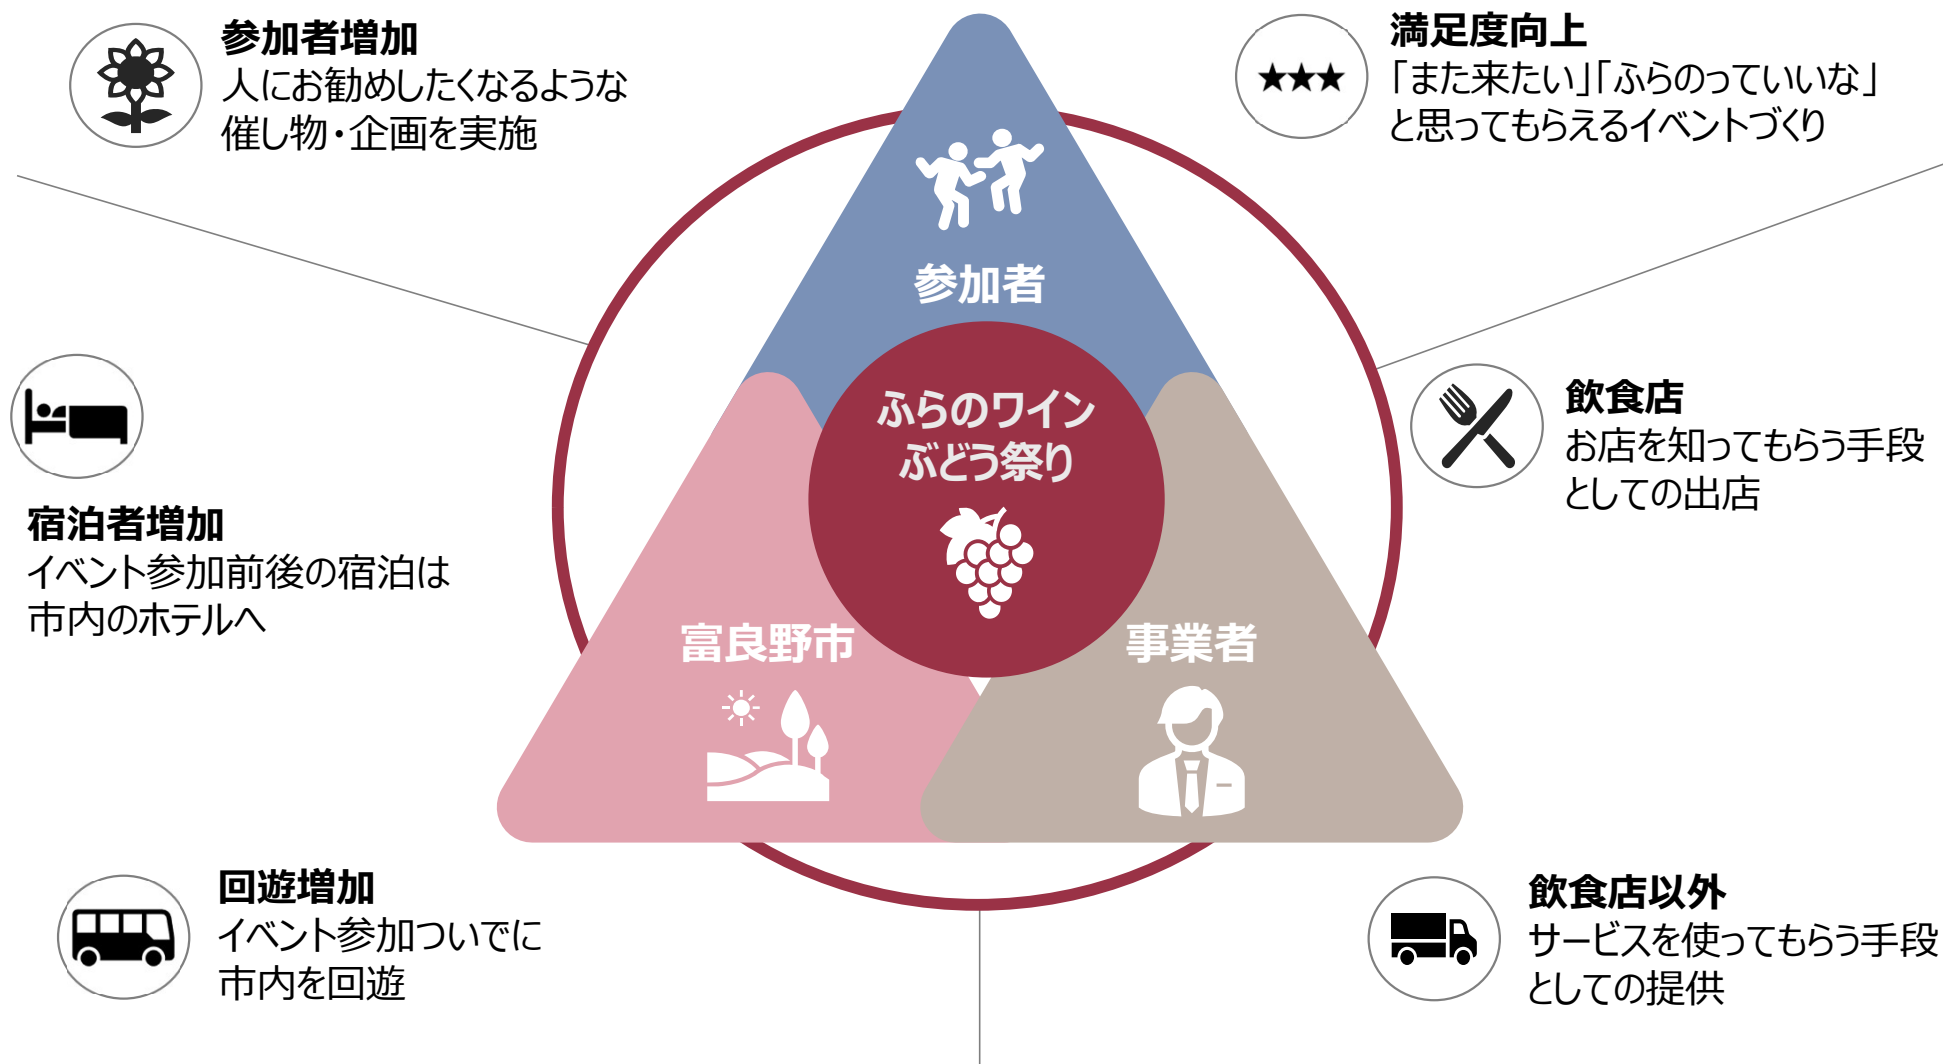 参加者増加
人にお勧めしたくなるような
催し物・企画を実施
満足度向上
「また来たい」「ふらのっていいな」
と思ってもらえるイベントづくり
参加者
ふらのワイン
ぶどう祭り
富良野市
事業者
宿泊者増加
イベント参加前後の宿泊は
市内のホテルへ
飲食店
お店を知ってもらう手段
としての出店
回遊増加
イベント参加ついでに
市内を回遊
飲食店以外
サービスを使ってもらう手段
としての提供